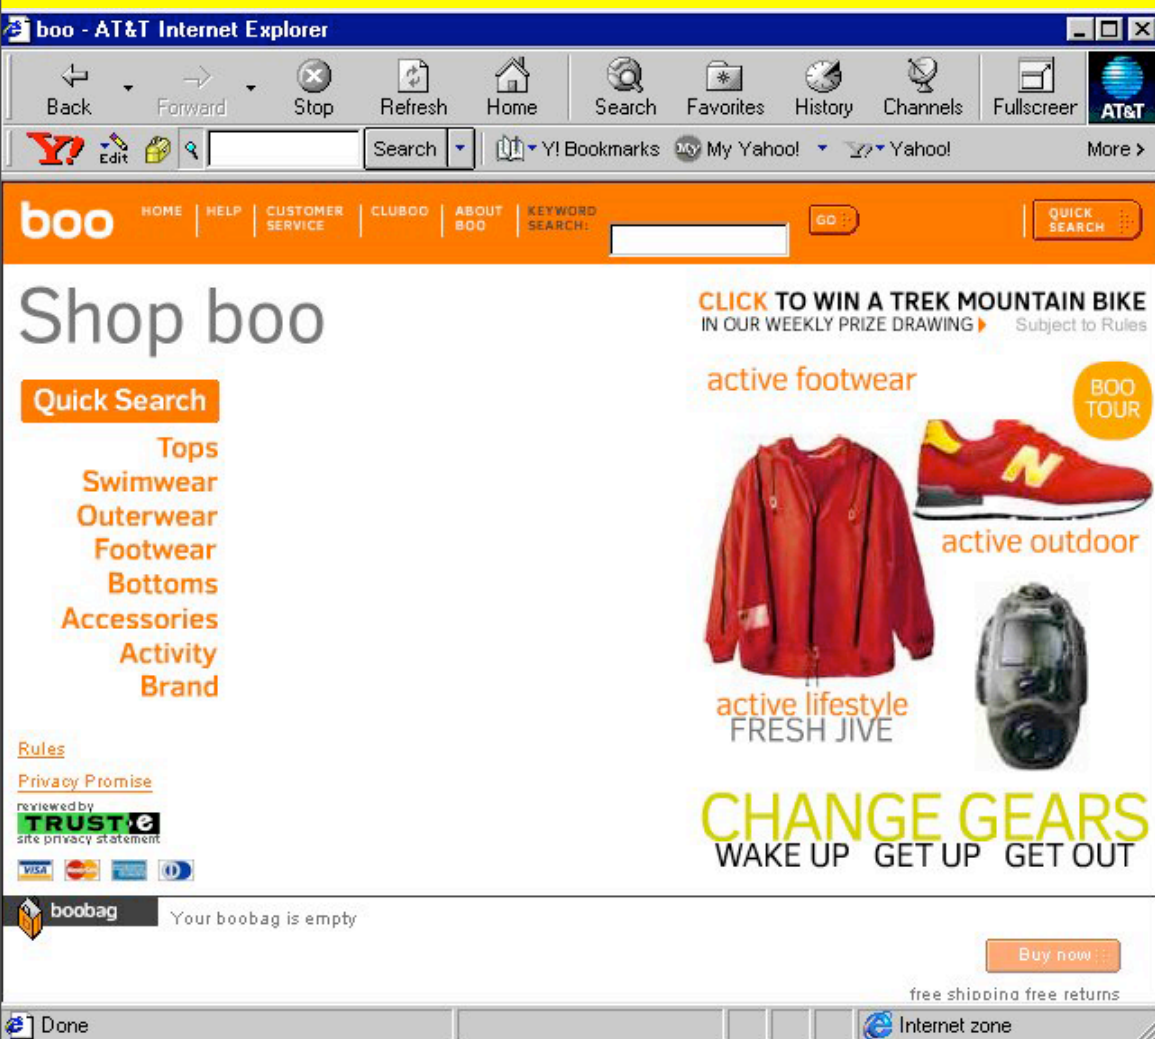 boo - AT&T Internet Explorer
Back Forward Stop Refresh Home Search Favorites History Channels Fullscreer AT&T
Y! Edit Search Y! Bookmarks My Yahoo! Yahoo! More >
boo HOME HELP CUSTOMER SERVICE CLUBOO ABOUT BOO KEYWORD SEARCH: GO QUICK SEARCH
Shop boo
CLICK TO WIN A TREK MOUNTAIN BIKE
IN OUR WEEKLY PRIZE DRAWING Subject to Rules
active footwear
BOO TOUR
Quick Search
Tops
Swimwear
Outerwear
Footwear
Bottoms
Accessories
Activity
Brand
N
active outdoor
active lifestyle
FRESH JIVE
Rules
Privacy Promise
reviewed by
TRUST e
site privacy statement
VISA
CHANGE GEARS
WAKE UP GET UP GET OUT
boobag Your boobag is empty
Buy now
free shipping free returns
Done Internet zone